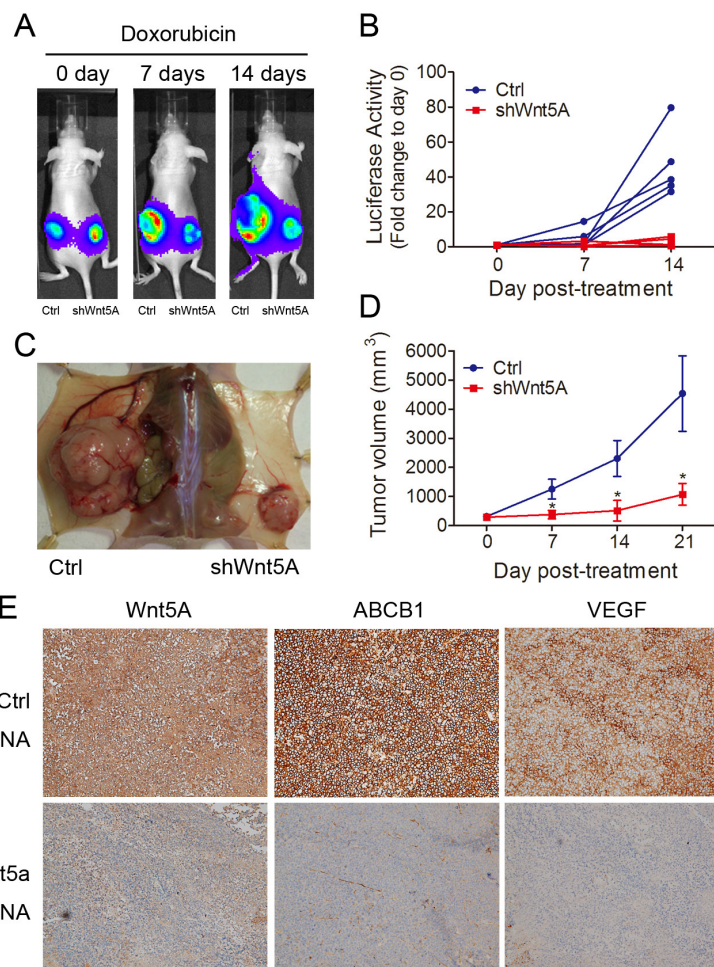 A
Doxorubicin
0 day 7 days 14 days
Ctrl shWnt5A Ctrl shWnt5A Ctrl shWnt5A
B
Luciferase Activity
(Fold change to day 0)
100
80
60
40
20
0
Ctrl
shWnt5A
0 7 14
Day post-treatment
C
Ctrl shWnt5A
D
Tumor volume (mm3)
6000
5000
4000
3000
2000
1000
0
Ctrl
shWnt5A
* * *
0 7 14 21
Day post-treatment
E
Wnt5A ABCB1 VEGF
Ctrl
NA
t5a
NA